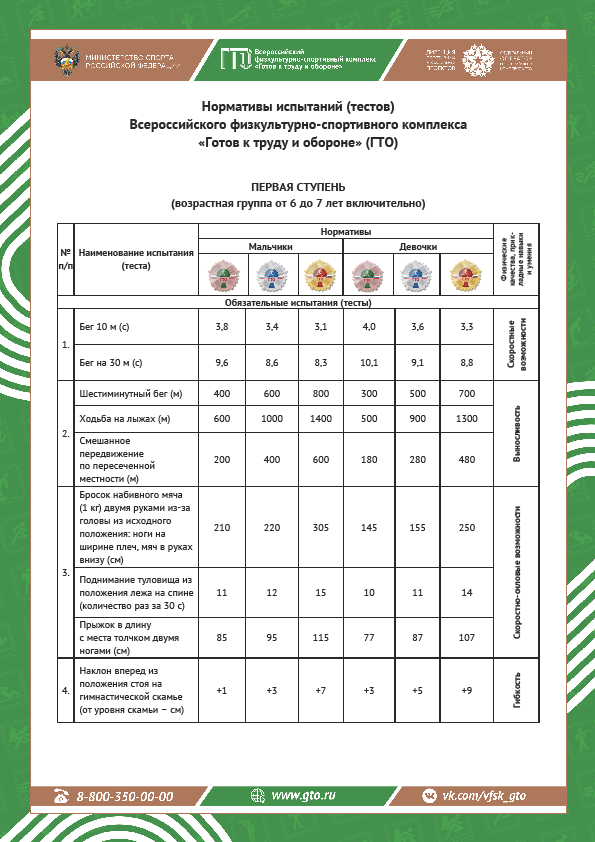 МИНИСТЕРСТВО СПОРТА
РОССИЙСКОЙ ФЕДЕРАЦИИ
ГТО
Всероссийский
физкультурно-спортивный комплекс
«Готов к труду и обороне»
ДИРЕКЦИЯ
ПРОЕКТОВ
ФЕДЕРАЛЬНЫЙ
ОПЕРАТОР
Нормативы испытаний (тестов)
Всероссийского физкультурно-спортивного комплекса
«Готов к труду и обороне» (ГТО)
ПЕРВАЯ СТУПЕНЬ
(возрастная группа от 6 до 7 лет включительно)
№
п/п
Наименование испытания
(теста)
Нормативы
Мальчики
Девочки
Физические
качества, прик-
ладные навыки
и умения
Обязательные испытания (тесты)
1.
Бег 10 м (с)
3,8 3,4 3,1 4,0 3,6 3,3
Бег на 30 м (с)
9,6 8,6 8,3 10,1 9,1 8,8
Скоростные
возможности
2.
Шестиминутный бег (м)
400 600 800 300 500 700
Ходьба на лыжах (м)
600 1000 1400 500 900 1300
Смешанное
передвижение
по пересеченной
местности (м)
200 400 600 180 280 480
Выносливость
3.
Бросок набивного мяча
(1 кг) двумя руками из-за
головы из исходного
положения: ноги на
ширине плеч, мяч в руках
внизу (см)
210 220 305 145 155 250
Поднимание туловища из
положения лежа на спине
(количество раз за 30 с)
11 12 15 10 11 14
Прыжок в длину
с места толчком двумя
ногами (см)
85 95 115 77 87 107
Скоростно-силовые возможности
4.
Наклон вперед из
положения стоя на
гимнастической скамье
(от уровня скамьи – см)
+1 +3 +7 +3 +5 +9
Гибкость
8-800-350-00-00
www.gto.ru
vk.com/vfsk_gto